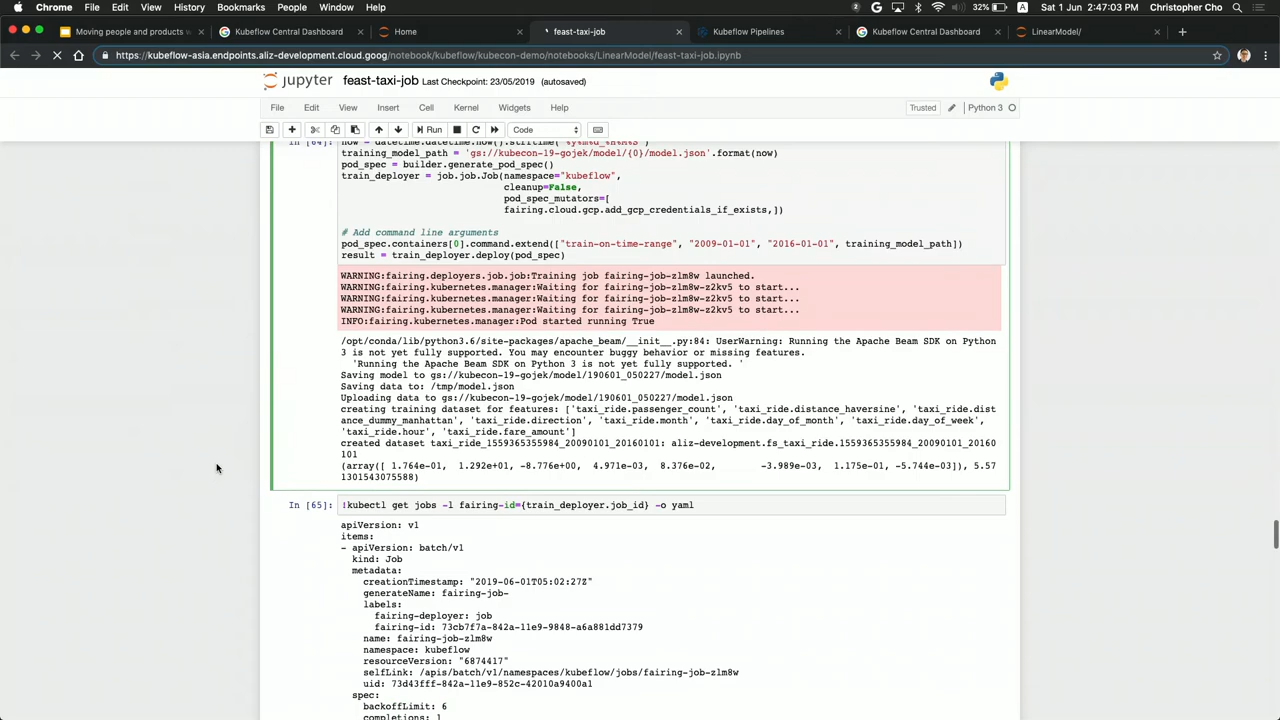 Chrome File Edit View History Bookmarks People Window Help 32% A Sat 1 Jun 2:47:03 PM Christopher Cho
Moving people and products w
Kubeflow Central Dashboard
Home
feast-taxi-job
Kubeflow Pipelines
Kubeflow Central Dashboard
LinearModel/
https://kubeflow-asia.endpoints.aliz-development.cloud.goog/notebook/kubeflow/kubecon-demo/notebooks/LinearModel/feast-taxi-job.ipynb
jupyter feast-taxi-job Last Checkpoint: 23/05/2019 (autosaved)
File Edit View Insert Cell Kernel Widgets Help Trusted Python 3
Run Code
In [64]: now = datetime.datetime.now().strftime("%y%m%d_%H%M%S")
training_model_path = 'gs://kubecon-19-gojek/model/{0}/model.json'.format(now)
pod_spec = builder.generate_pod_spec()
train_deployer = job.job.Job(namespace="kubeflow",
cleanup=False,
pod_spec_mutators=[
fairing.cloud.gcp.add_gcp_credentials_if_exists,])
# Add command line arguments
pod_spec.containers[0].command.extend(["train-on-time-range", "2009-01-01", "2016-01-01", training_model_path])
result = train_deployer.deploy(pod_spec)
WARNING:fairing.deployers.job.job:Training job fairing-job-zlm8w launched.
WARNING:fairing.kubernetes.manager:Waiting for fairing-job-zlm8w-z2kv5 to start...
WARNING:fairing.kubernetes.manager:Waiting for fairing-job-zlm8w-z2kv5 to start...
WARNING:fairing.kubernetes.manager:Waiting for fairing-job-zlm8w-z2kv5 to start...
INFO:fairing.kubernetes.manager:Pod started running True
/opt/conda/lib/python3.6/site-packages/apache_beam/__init__.py:84: UserWarning: Running the Apache Beam SDK on Python
3 is not yet fully supported. You may encounter buggy behavior or missing features.
'Running the Apache Beam SDK on Python 3 is not yet fully supported. '
Saving model to gs://kubecon-19-gojek/model/190601_050227/model.json
Saving data to: /tmp/model.json
Uploading data to gs://kubecon-19-gojek/model/190601_050227/model.json
creating training dataset for features: ['taxi_ride.passenger_count', 'taxi_ride.distance_haversine', 'taxi_ride.dist
ance_dummy_manhattan', 'taxi_ride.direction', 'taxi_ride.month', 'taxi_ride.day_of_month', 'taxi_ride.day_of_week',
'taxi_ride.hour', 'taxi_ride.fare_amount']
created dataset taxi_ride_1559365355984_20090101_20160101: aliz-development.fs_taxi_ride.1559365355984_20090101_20160
101
(array([ 1.764e-01, 1.292e+01, -8.776e+00, 4.971e-03, 8.376e-02, -3.989e-03, 1.175e-01, -5.744e-03]), 5.57
1301543075588)
In [65]: !kubectl get jobs -l fairing-id={train_deployer.job_id} -o yaml
apiVersion: v1
items:
- apiVersion: batch/v1
kind: Job
metadata:
creationTimestamp: "2019-06-01T05:02:27Z"
generateName: fairing-job-
labels:
fairing-deployer: job
fairing-id: 73cb7f7a-842a-11e9-9848-a6a881dd7379
name: fairing-job-zlm8w
namespace: kubeflow
resourceVersion: "6874417"
selfLink: /apis/batch/v1/namespaces/kubeflow/jobs/fairing-job-zlm8w
uid: 73d43fff-842a-11e9-852c-42010a9400a1
spec:
backoffLimit: 6
completions: 1